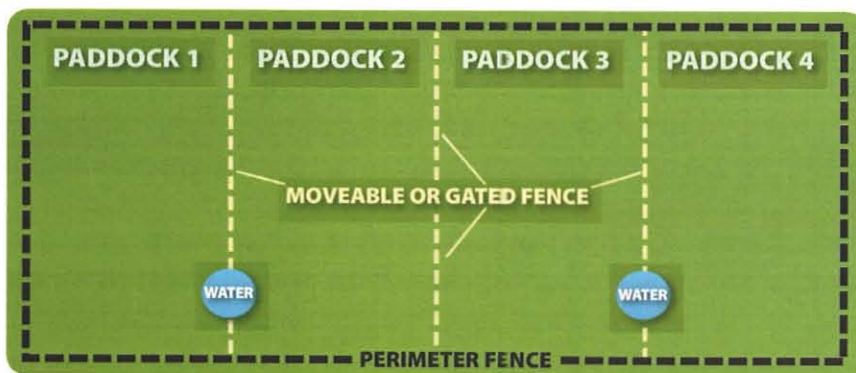 PADDOCK 1
PADDOCK 2
PADDOCK 3
PADDOCK 4
MOVEABLE OR GATED FENCE
WATER
WATER
PERIMETER FENCE